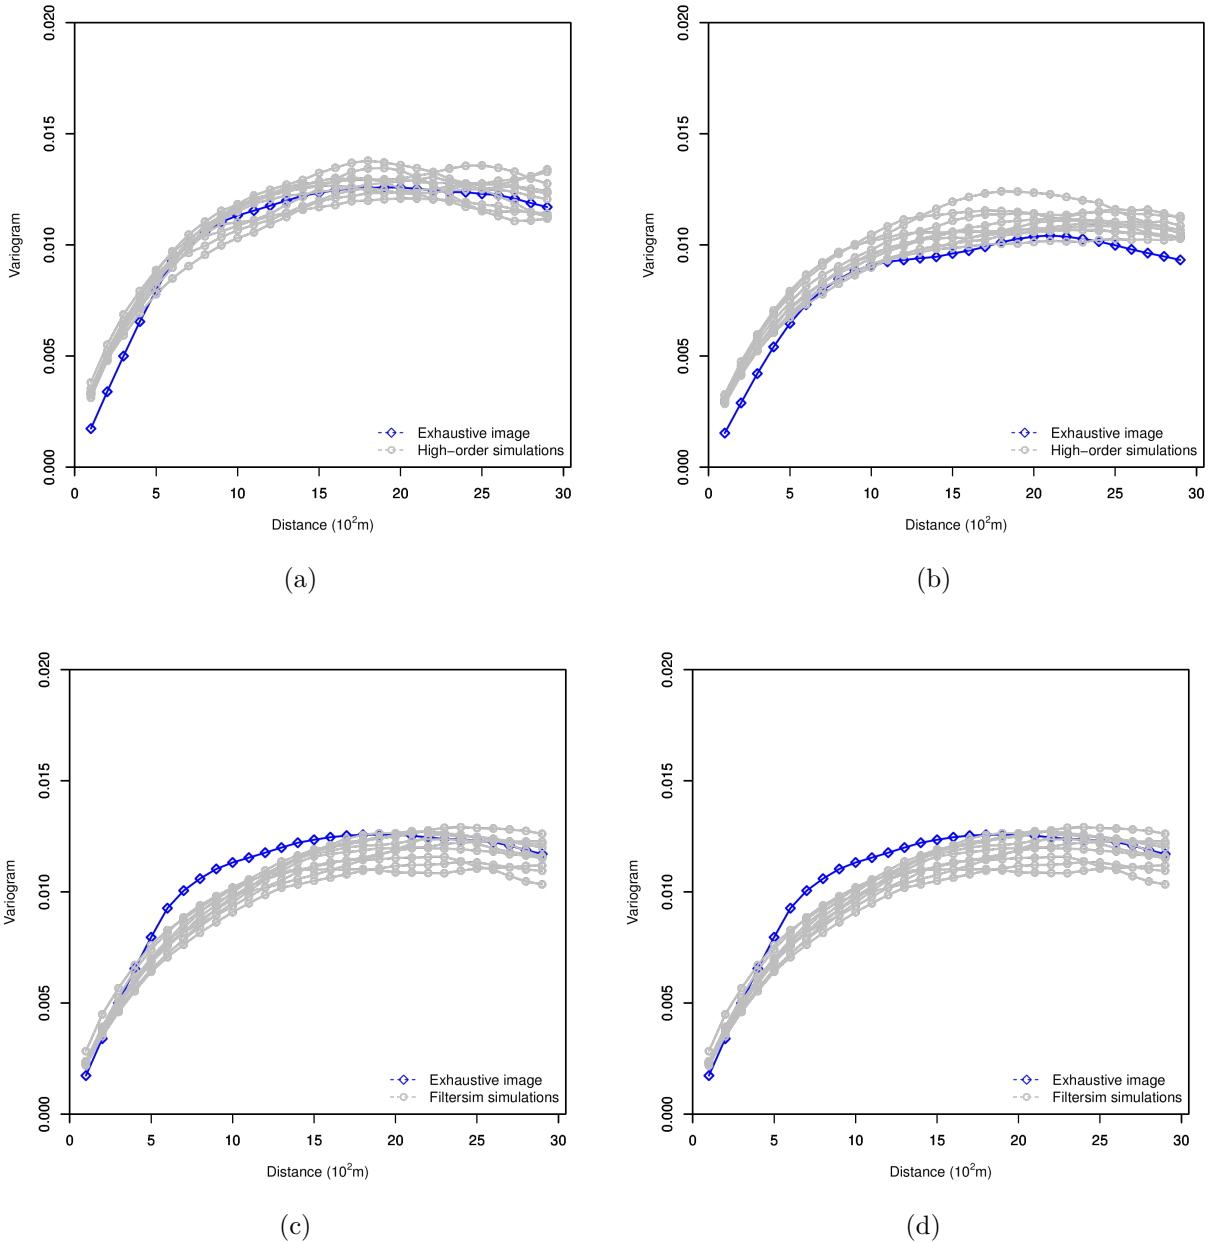 0.000 0.005 0.010 0.015 0.020
Variogram
Exhaustive image
High−order simulations
0 5 10 15 20 25 30
Distance (10²m)
(a)
0.000 0.005 0.010 0.015 0.020
Variogram
Exhaustive image
High−order simulations
0 5 10 15 20 25 30
Distance (10²m)
(b)
0.000 0.005 0.010 0.015 0.020
Variogram
Exhaustive image
Filtersim simulations
0 5 10 15 20 25 30
Distance (10²m)
(c)
0.000 0.005 0.010 0.015 0.020
Variogram
Exhaustive image
Filtersim simulations
0 5 10 15 20 25 30
Distance (10²m)
(d)